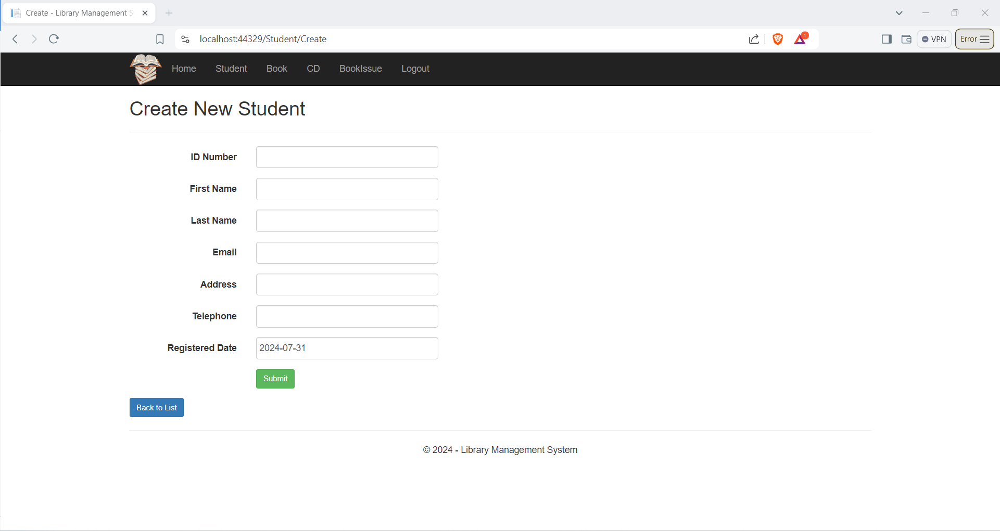 Create - Library Management S
localhost:44329/Student/Create
1
VPN
Error
Home Student Book CD BookIssue Logout
Create New Student
ID Number
First Name
Last Name
Email
Address
Telephone
Registered Date 2024-07-31
Submit
Back to List
© 2024 - Library Management System